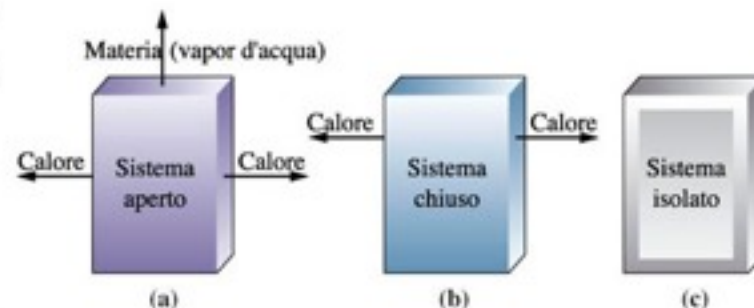 Materia (vapor d'acqua)
Calore
Sistema
aperto
Calore
(a)
Calore
Sistema
chiuso
Calore
(b)
Sistema
isolato
(c)